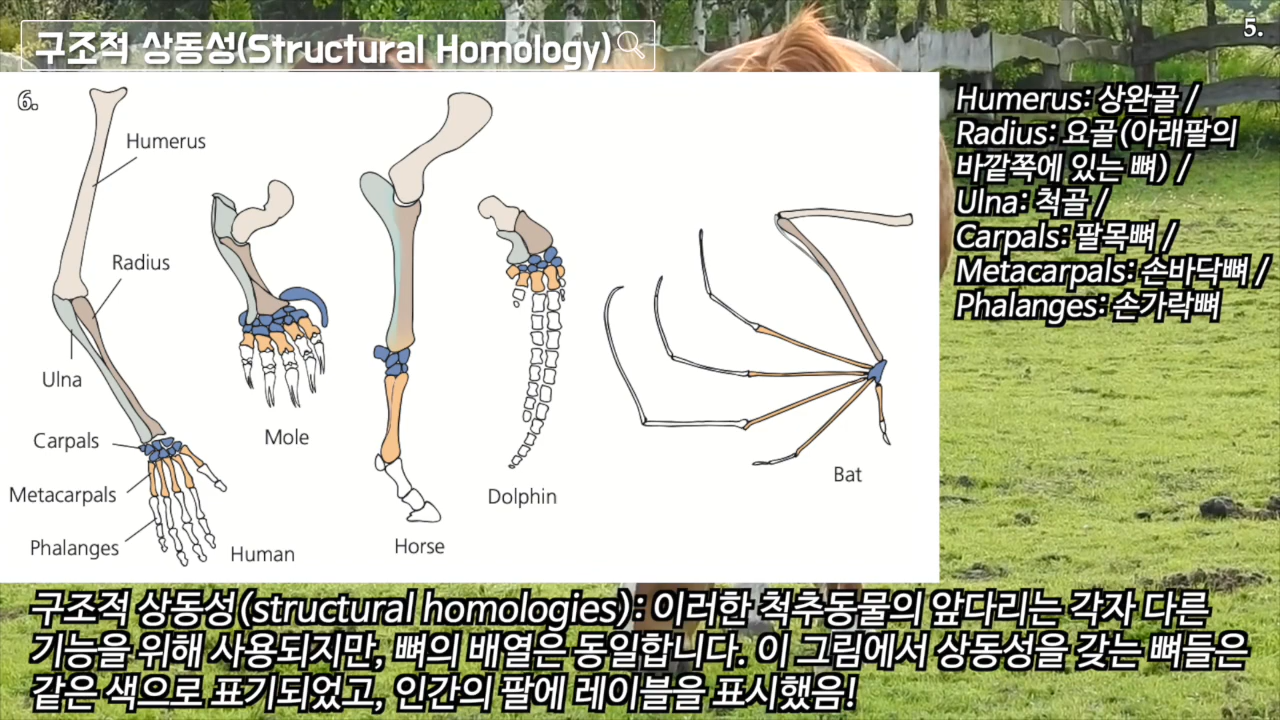 구조적 상동성(Structural Homology)
5.
6.
Humerus
Radius
Ulna
Carpals
Metacarpals
Phalanges
Human
Mole
Horse
Dolphin
Bat
Humerus: 상완골 /
Radius: 요골(아래팔의
바깥쪽에 있는 뼈) /
Ulna: 척골 /
Carpals: 팔목뼈 /
Metacarpals: 손바닥뼈 /
Phalanges: 손가락뼈
구조적 상동성(structural homologies): 이러한 척추동물의 앞다리는 각자 다른
기능을 위해 사용되지만, 뼈의 배열은 동일합니다. 이 그림에서 상동성을 갖는 뼈들은
같은 색으로 표기되었고, 인간의 팔에 레이블을 표시했음!